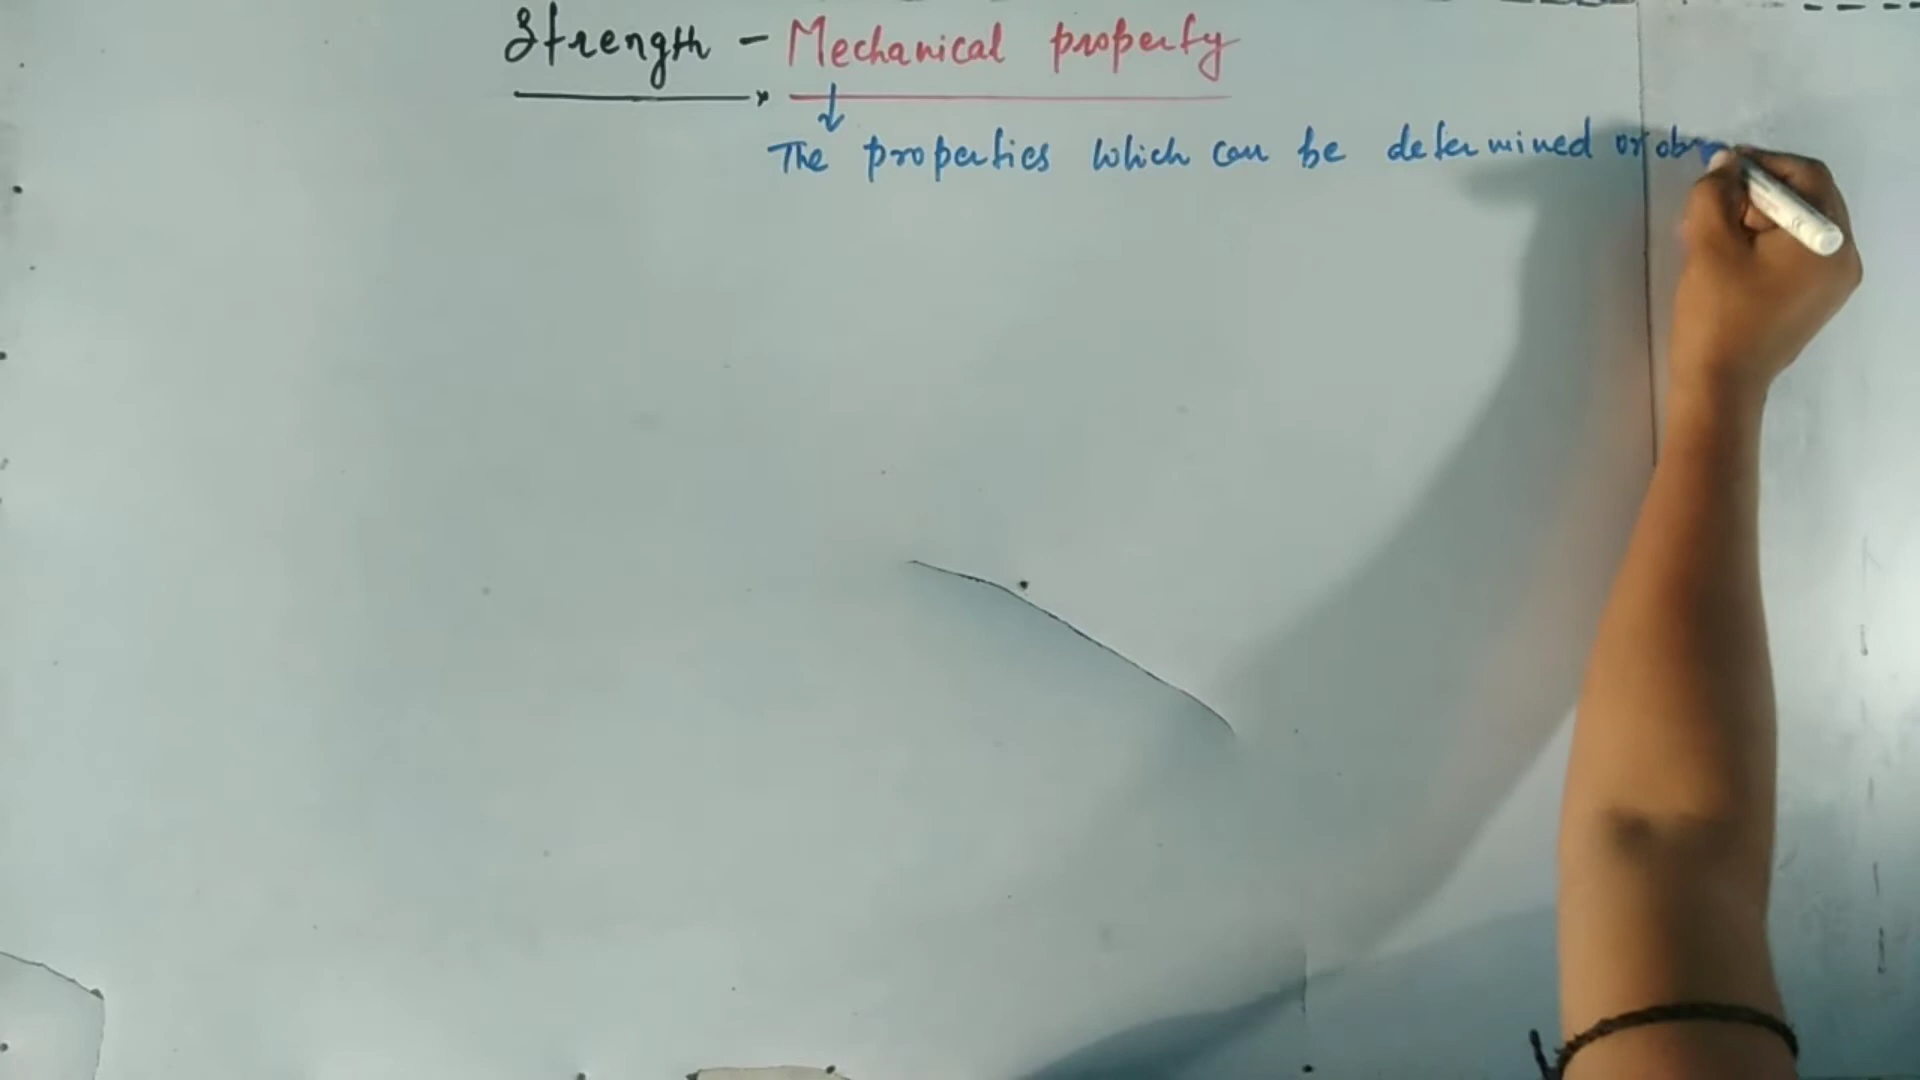 Strength - Mechanical property
The properties which can be determined or